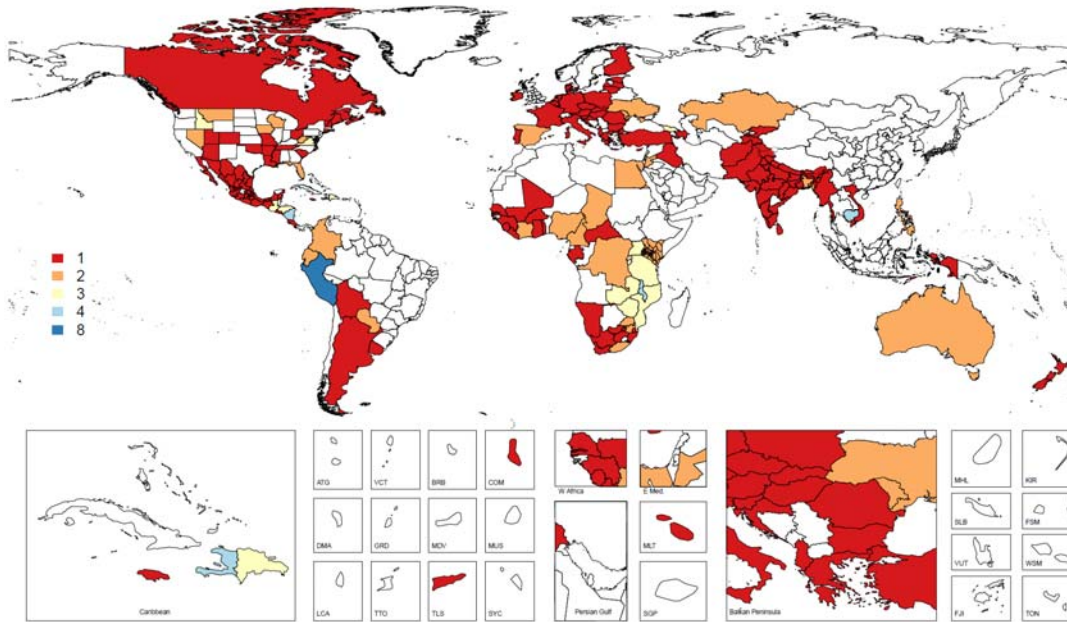 1
2
3
4
8
ATG
VCT
BRB
COM
W Africa
E Med.
MHL
KIR
DMA
GRD
MDV
MUS
MLT
SLB
FSM
VUT
WSM
Caribbean
LCA
TTO
TLS
SYC
Persian Gulf
SGP
Balkan Peninsula
FJI
TON